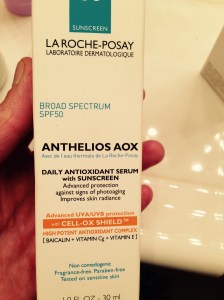 SUNSCREEN
LA ROCHE-POSAY
LABORATOIRE DERMATOLOGIQUE
BROAD SPECTRUM
SPF50
ANTHELIOS AOX
Avec de l'eau thermale de La Roche-Posay
DAILY ANTIOXIDANT SERUM
with SUNSCREEN
Advanced protection
against signs of photoaging
Improves skin radiance
Advanced UVA/UVB protection
with CELL-OX SHIELD™
HIGH POTENT ANTIOXIDANT COMPLEX
[ BAICALIN + VITAMIN Cg + VITAMIN E ]
Non comedogenic
Fragrance-free. Paraben-free.
Tested on sensitive skin
1.0 FL OZ - 30 ml